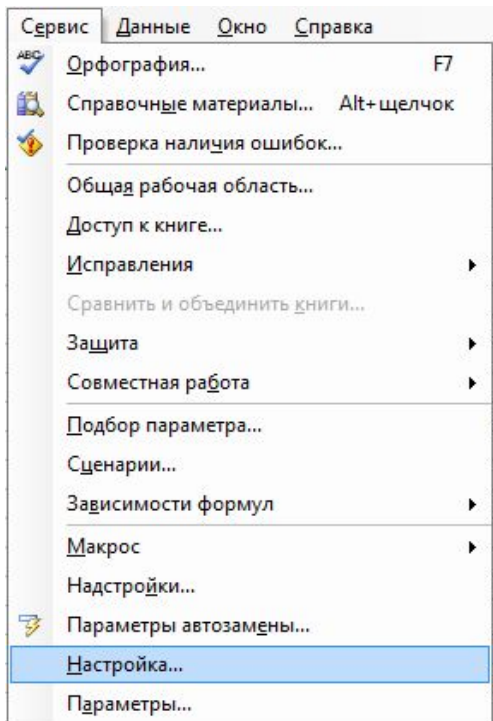 Сервис Данные Окно Справка
ABC Орфография... F7
Справочные материалы... Alt+щелчок
Проверка наличия ошибок...
Общая рабочая область...
Доступ к книге...
Исправления
Сравнить и объединить книги...
Защита
Совместная работа
Подбор параметра...
Сценарии...
Зависимости формул
Макрос
Надстройки...
Параметры автозамены...
Настройка...
Параметры...